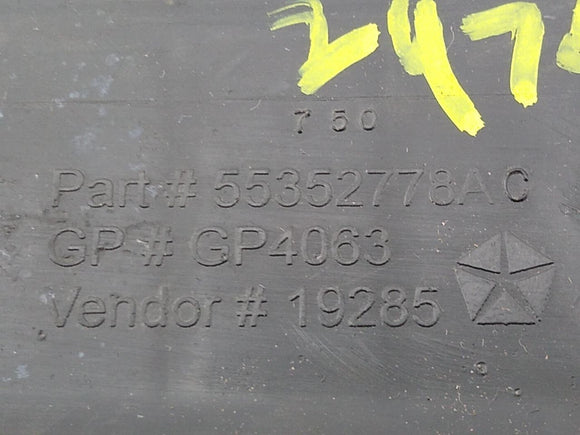 750
Part # 55352778AC
GP # GP4063
Vendor # 19285